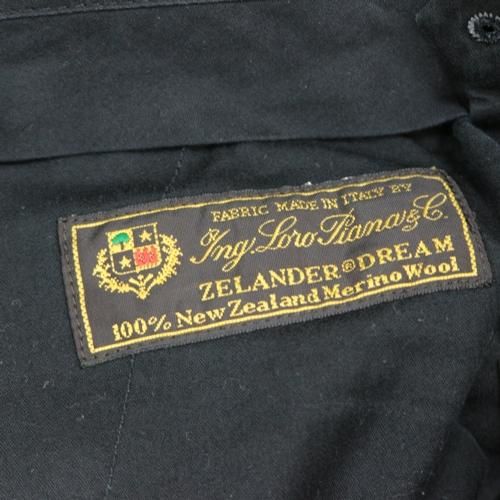 FABRIC MADE IN ITALY BY
Ing. Loro Piana & C.
ZELANDER® DREAM
100% New Zealand Merino Wool